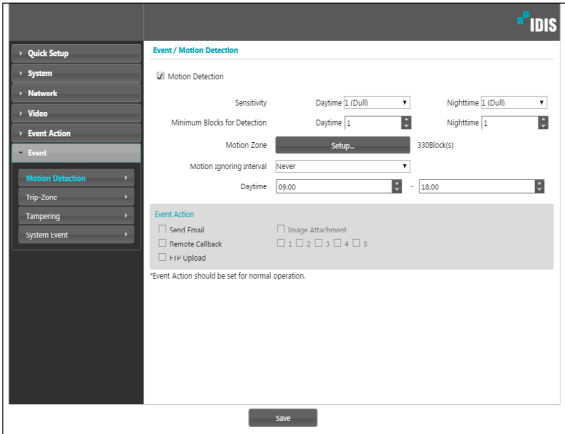 IDIS
Quick Setup
System
Network
Video
Event Action
Event
Motion Detection
Trip-Zone
Tampering
System Event
Event / Motion Detection
Motion Detection
Sensitivity Daytime 1 (Dull) Nighttime 1 (Dull)
Minimum Blocks for Detection Daytime 1 Nighttime 1
Motion Zone Setup... 330Block(s)
Motion Ignoring Interval Never
Daytime 09:00 ~ 18:00
Event Action
Send Email Image Attachment
Remote Callback 1 2 3 4 5
FTP Upload
*Event Action should be set for normal operation.
Save